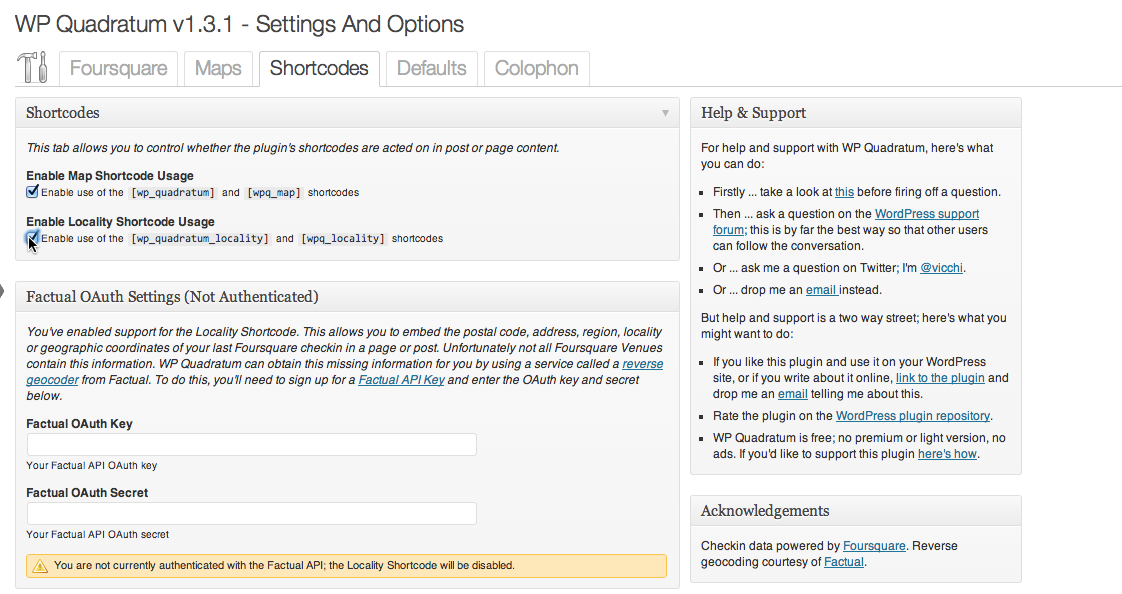 WP Quadratum v1.3.1 - Settings And Options
Foursquare
Maps
Shortcodes
Defaults
Colophon
Shortcodes
This tab allows you to control whether the plugin's shortcodes are acted on in post or page content.
Enable Map Shortcode Usage
Enable use of the [wp_quadratum] and [wpq_map] shortcodes
Enable Locality Shortcode Usage
Enable use of the [wp_quadratum_locality] and [wpq_locality] shortcodes
Factual OAuth Settings (Not Authenticated)
You've enabled support for the Locality Shortcode. This allows you to embed the postal code, address, region, locality
or geographic coordinates of your last Foursquare checkin in a page or post. Unfortunately not all Foursquare Venues
contain this information. WP Quadratum can obtain this missing information for you by using a service called a reverse
geocoder from Factual. To do this, you'll need to sign up for a Factual API Key and enter the OAuth key and secret
below.
Factual OAuth Key
Your Factual API OAuth key
Factual OAuth Secret
Your Factual API OAuth secret
You are not currently authenticated with the Factual API; the Locality Shortcode will be disabled.
Help & Support
For help and support with WP Quadratum, here's what
you can do:
Firstly ... take a look at this before firing off a question.
Then ... ask a question on the WordPress support
forum; this is by far the best way so that other users
can follow the conversation.
Or ... ask me a question on Twitter; I'm @vicchi.
Or ... drop me an email instead.
But help and support is a two way street; here's what you
might want to do:
If you like this plugin and use it on your WordPress
site, or if you write about it online, link to the plugin and
drop me an email telling me about this.
Rate the plugin on the WordPress plugin repository.
WP Quadratum is free; no premium or light version, no
ads. If you'd like to support this plugin here's how.
Acknowledgements
Checkin data powered by Foursquare. Reverse
geocoding courtesy of Factual.